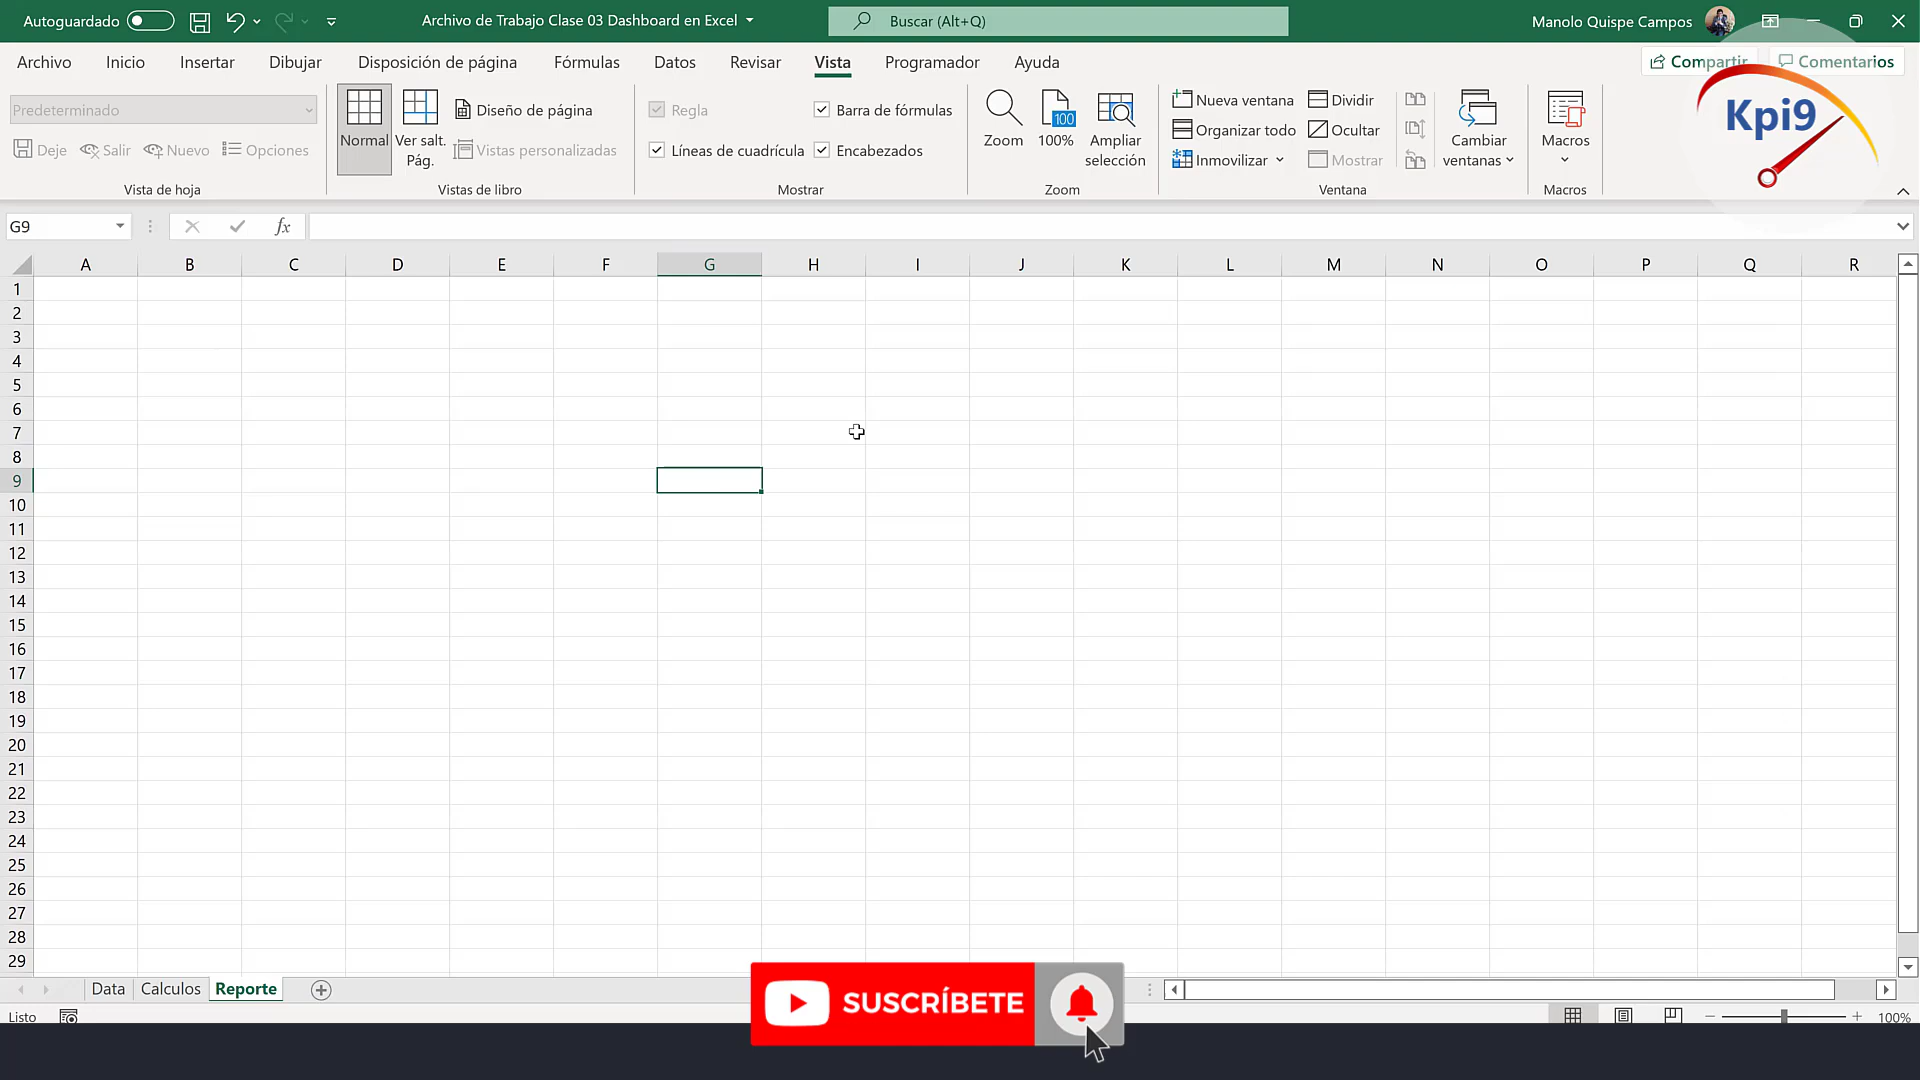 Autoguardado
Archivo de Trabajo Clase 03 Dashboard en Excel
Buscar (Alt+Q)
Manolo Quispe Campos
Archivo Inicio Insertar Dibujar Disposición de página Fórmulas Datos Revisar Vista Programador Ayuda
Compartir Comentarios
Predeterminado
Deje Salir Nuevo Opciones
Vista de hoja
Normal
Ver salt. Pág.
Diseño de página
Vistas personalizadas
Vistas de libro
Regla
Barra de fórmulas
Líneas de cuadrícula
Encabezados
Mostrar
Zoom
100
100%
Ampliar selección
Zoom
Nueva ventana
Organizar todo
Inmovilizar
Dividir
Ocultar
Mostrar
Cambiar ventanas
Ventana
Macros
Macros
Kpi9
G9
fx
A B C D E F G H I J K L M N O P Q R
1
2
3
4
5
6
7
8
9
10
11
12
13
14
15
16
17
18
19
20
21
22
23
24
25
26
27
28
29
Data Calculos Reporte
SUSCRÍBETE
Listo
100%